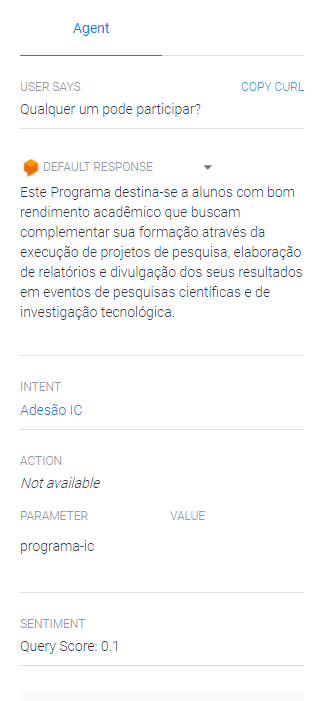 Agent
USER SAYS COPY CURL
Qualquer um pode participar?
DEFAULT RESPONSE
Este Programa destina-se a alunos com bom
rendimento acadêmico que buscam
complementar sua formação através da
execução de projetos de pesquisa, elaboração
de relatórios e divulgação dos seus resultados
em eventos de pesquisas científicas e de
investigação tecnológica.
INTENT
Adesão IC
ACTION
Not available
PARAMETER VALUE
programa-ic
SENTIMENT
Query Score: 0.1